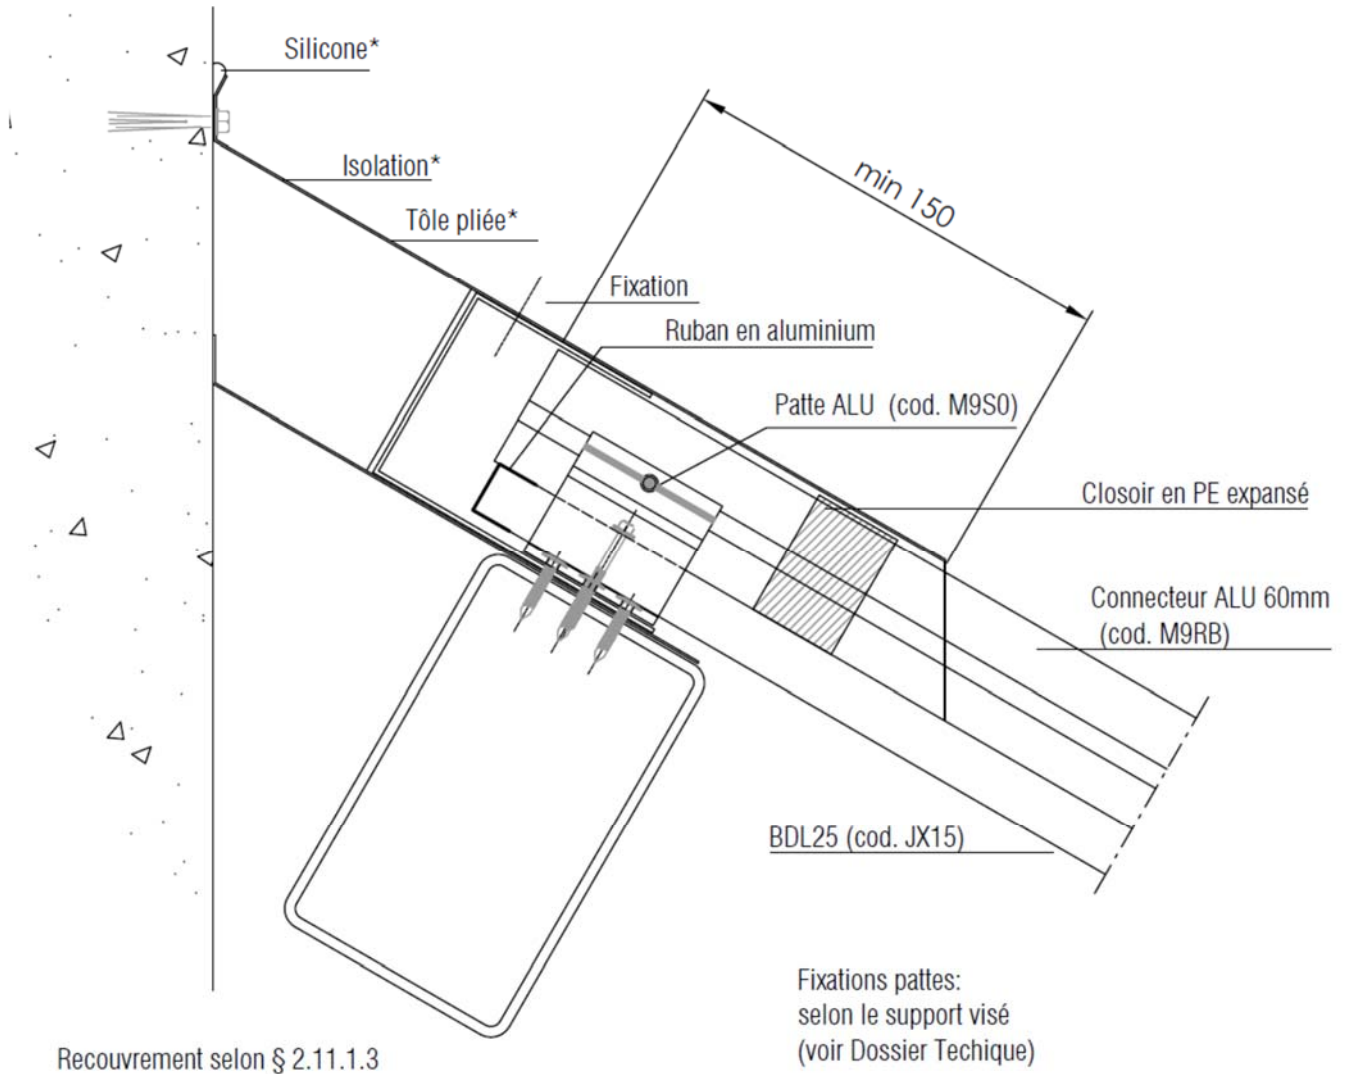 Silicone*
Isolation*
Tôle pliée*
min 150
Fixation
Ruban en aluminium
Patte ALU (cod. M9S0)
Closoir en PE expansé
Connecteur ALU 60mm
(cod. M9RB)
BDL25 (cod. JX15)
Fixations pattes:
selon le support visé
(voir Dossier Techique)
Recouvrement selon § 2.11.1.3